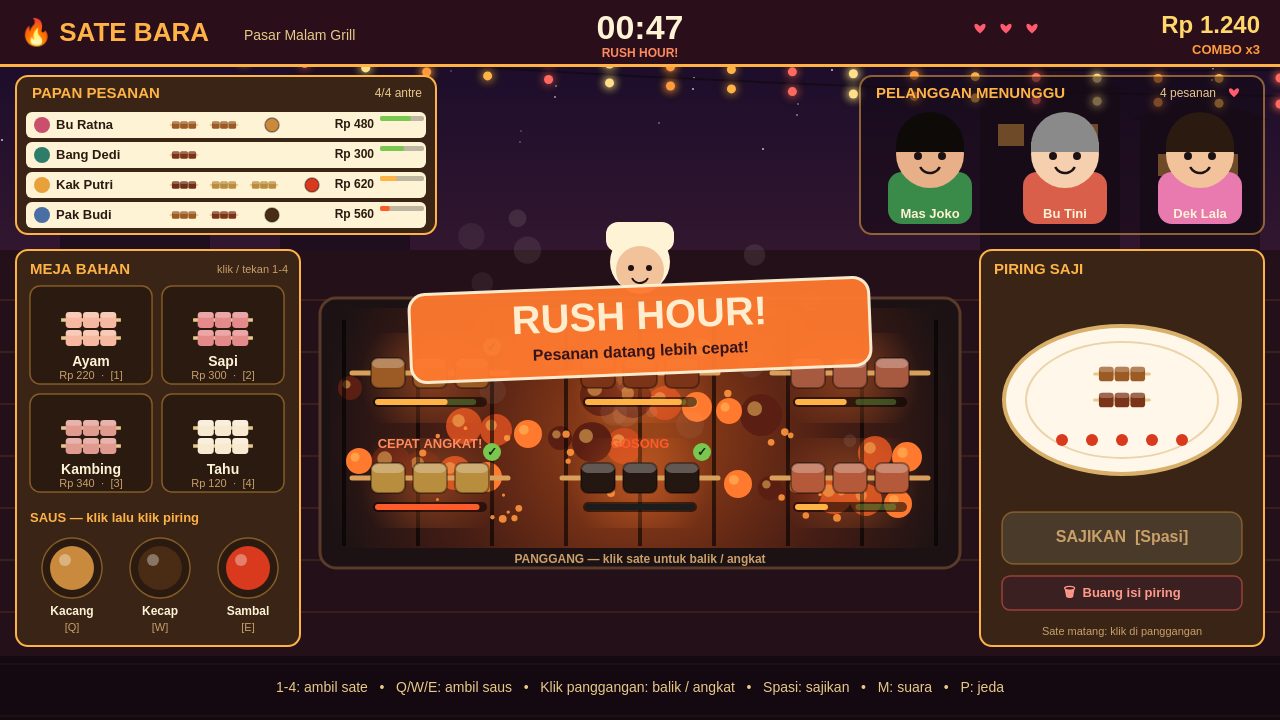 SATE BARA
Pasar Malam Grill
00:47
RUSH HOUR!
Rp 1.240
COMBO x3
PAPAN PESANAN
4/4 antre
Bu Ratna
Rp 480
Bang Dedi
Rp 300
Kak Putri
Rp 620
Pak Budi
Rp 560
PELANGGAN MENUNGGU
4 pesanan
Mas Joko
Bu Tini
Dek Lala
MEJA BAHAN
klik / tekan 1-4
Ayam
Rp 220 · [1]
Sapi
Rp 300 · [2]
Kambing
Rp 340 · [3]
Tahu
Rp 120 · [4]
SAUS — klik lalu klik piring
Kacang
[Q]
Kecap
[W]
Sambal
[E]
RUSH HOUR!
Pesanan datang lebih cepat!
CEPAT ANGKAT!
GOSONG
PANGGANG — klik sate untuk balik / angkat
PIRING SAJI
SAJIKAN [Spasi]
Buang isi piring
Sate matang: klik di panggangan
1-4: ambil sate • Q/W/E: ambil saus • Klik panggangan: balik / angkat • Spasi: sajikan • M: suara • P: jeda